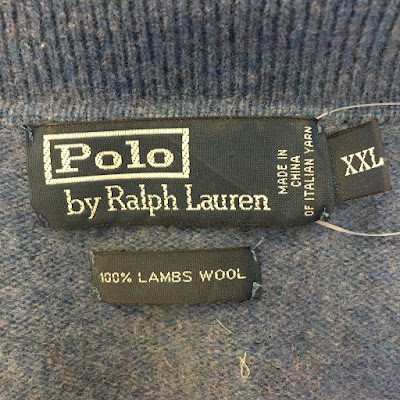 Polo
by Ralph Lauren
MADE IN
CHINA
OF ITALIAN YARN
XXL
100% LAMBS WOOL